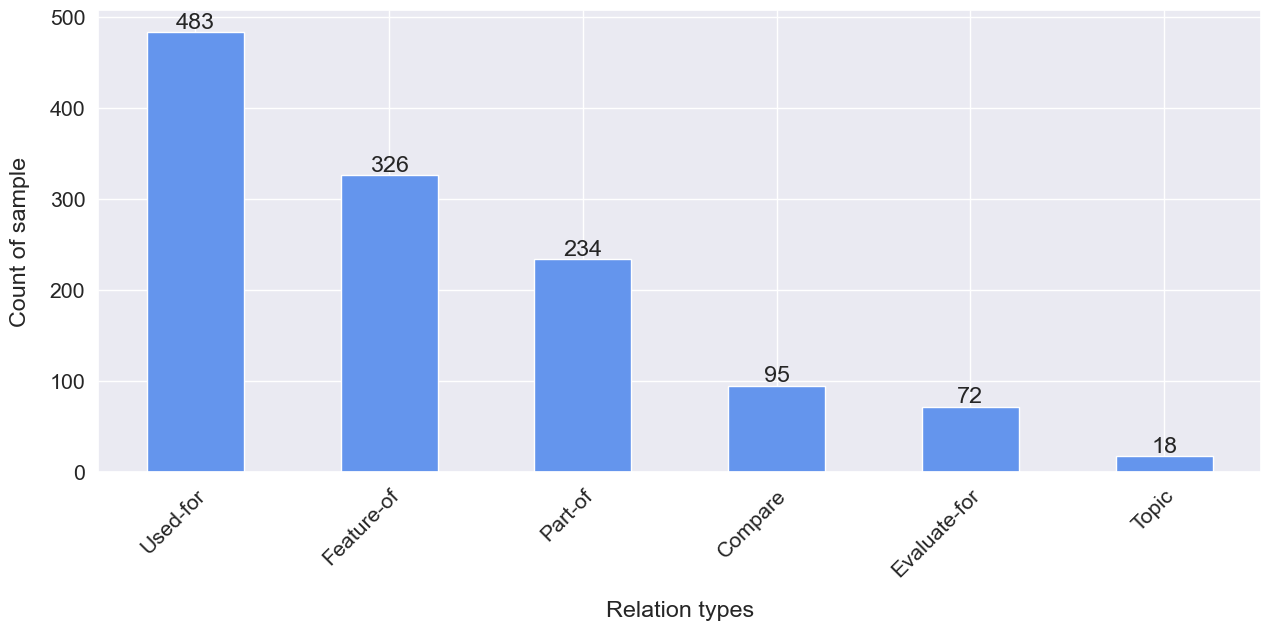 500
400
300
200
100
0
Count of sample
483
326
234
95
72
18
Used-for
Feature-of
Part-of
Compare
Evaluate-for
Topic
Relation types